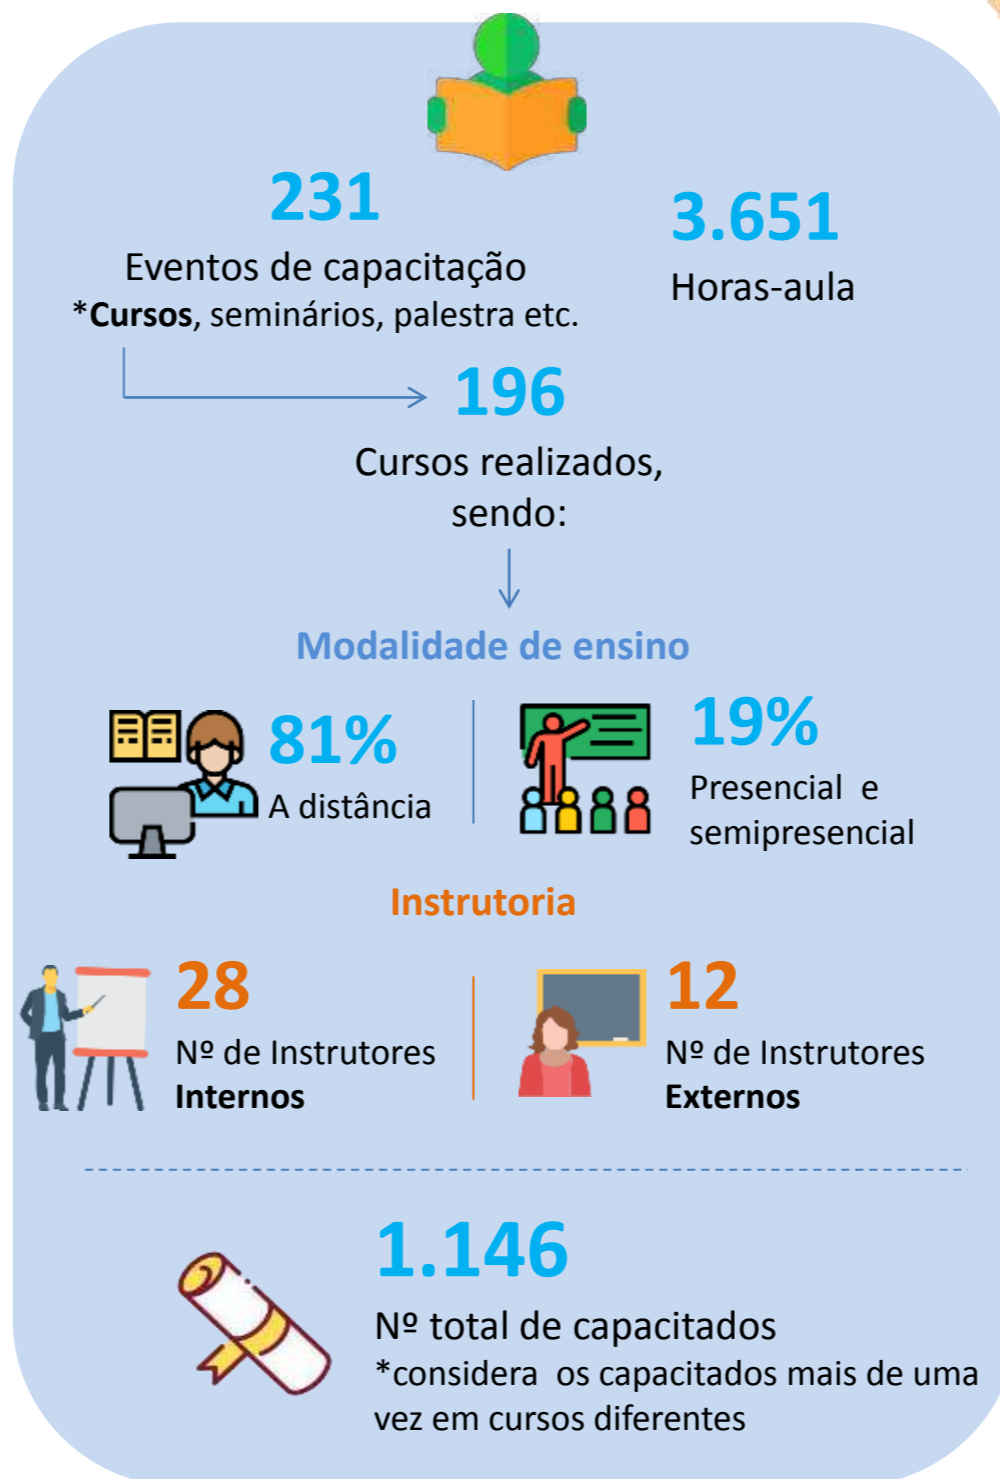 231
Eventos de capacitação
*Cursos, seminários, palestra etc.
3.651
Horas-aula
196
Cursos realizados,
sendo:
Modalidade de ensino
81%
A distância
19%
Presencial e
semipresencial
Instrutoria
28
Nº de Instrutores
Internos
12
Nº de Instrutores
Externos
1.146
Nº total de capacitados
*considera os capacitados mais de uma
vez em cursos diferentes